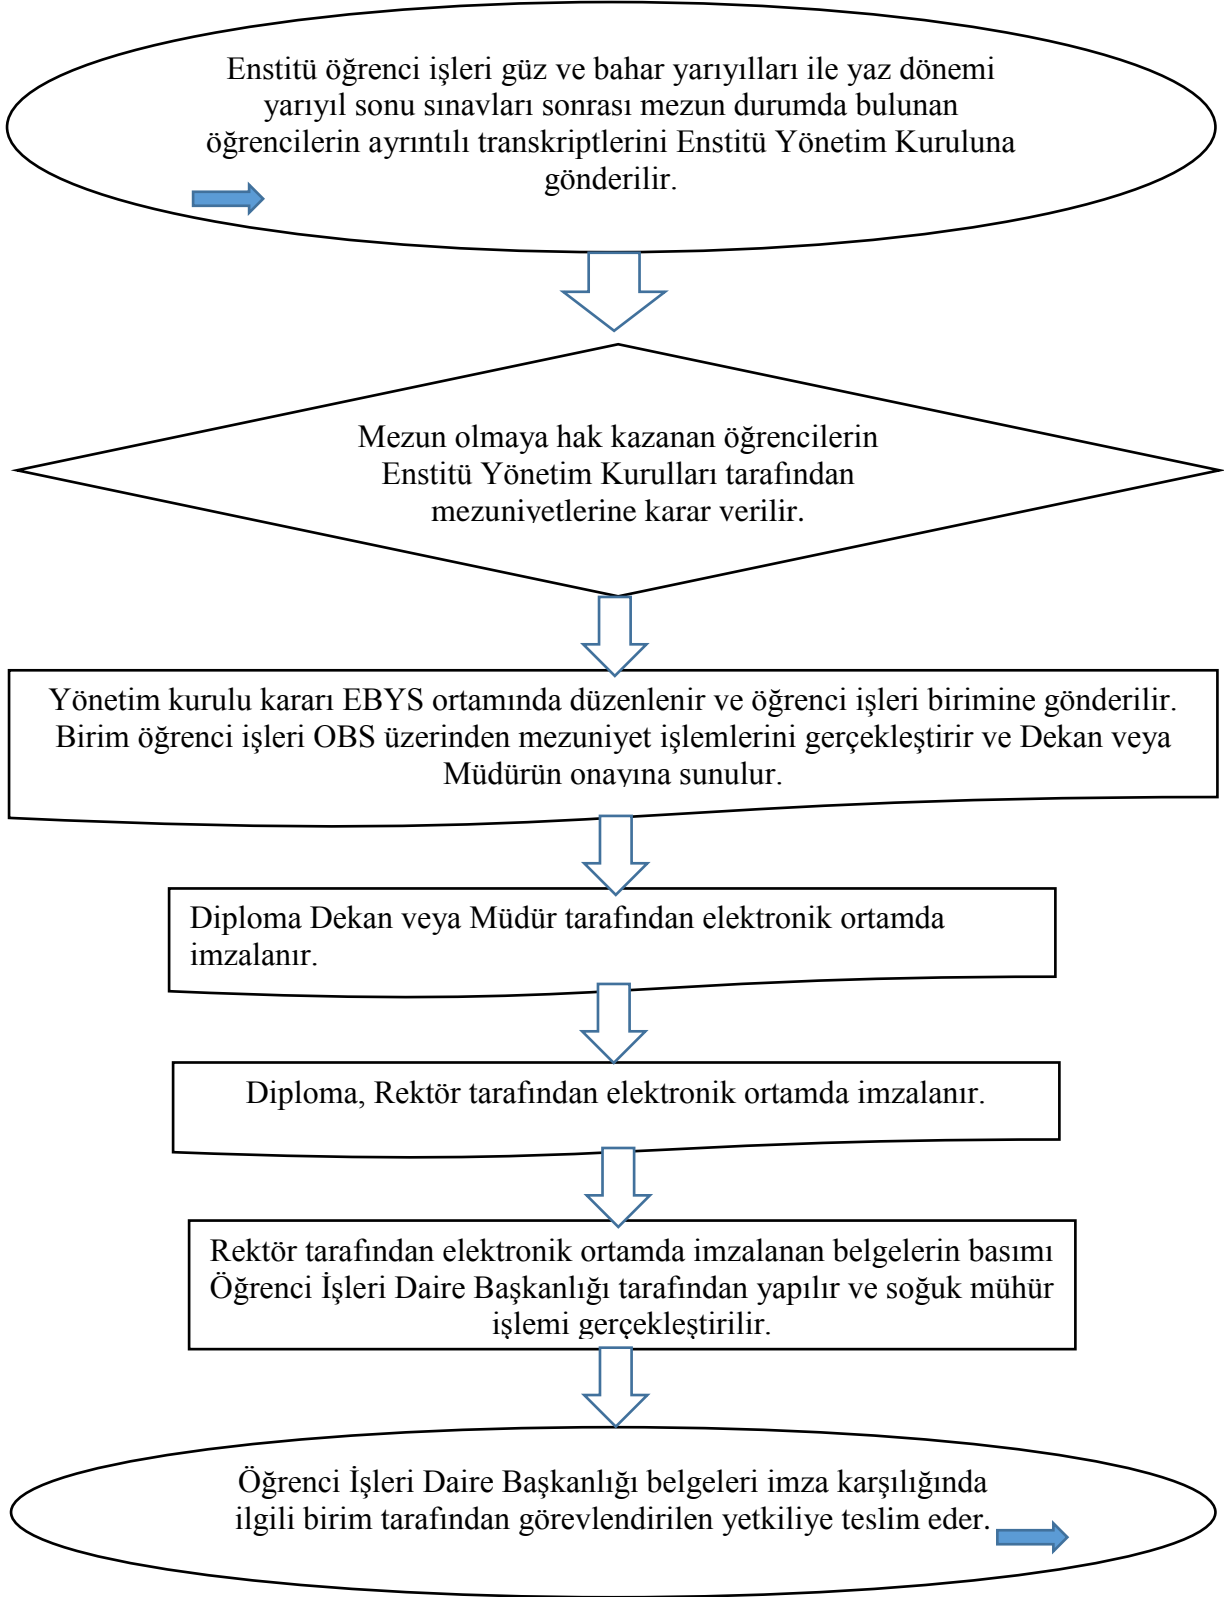 Enstitü öğrenci işleri güz ve bahar yarıyılları ile yaz dönemi
yarıyıl sonu sınavları sonrası mezun durumda bulunan
öğrencilerin ayrıntılı transkriptlerini Enstitü Yönetim Kuruluna
gönderilir.
Mezun olmaya hak kazanan öğrencilerin
Enstitü Yönetim Kurulları tarafından
mezuniyetlerine karar verilir.
Yönetim kurulu kararı EBYS ortamında düzenlenir ve öğrenci işleri birimine gönderilir.
Birim öğrenci işleri OBS üzerinden mezuniyet işlemlerini gerçekleştirir ve Dekan veya
Müdürün onayına sunulur.
Diploma Dekan veya Müdür tarafından elektronik ortamda
imzalanır.
Diploma, Rektör tarafından elektronik ortamda imzalanır.
Rektör tarafından elektronik ortamda imzalanan belgelerin basımı
Öğrenci İşleri Daire Başkanlığı tarafından yapılır ve soğuk mühür
işlemi gerçekleştirilir.
Öğrenci İşleri Daire Başkanlığı belgeleri imza karşılığında
ilgili birim tarafından görevlendirilen yetkiliye teslim eder.